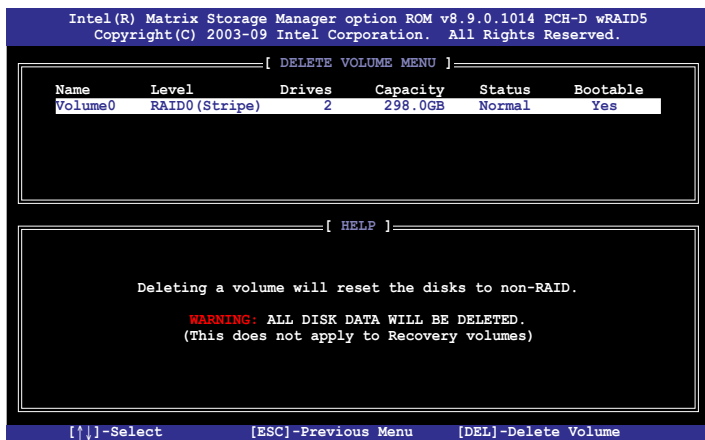 Intel(R) Matrix Storage Manager option ROM v8.9.0.1014 PCH-D wRAID5
Copyright(C) 2003-09 Intel Corporation.  All Rights Reserved.
[ DELETE VOLUME MENU ]
Name Level Drives Capacity Status Bootable
Volume0 RAID0(Stripe) 2 298.0GB Normal Yes
[ HELP ]
Deleting a volume will reset the disks to non-RAID.
WARNING: ALL DISK DATA WILL BE DELETED.
(This does not apply to Recovery volumes)
[↑↓]-Select [ESC]-Previous Menu [DEL]-Delete Volume